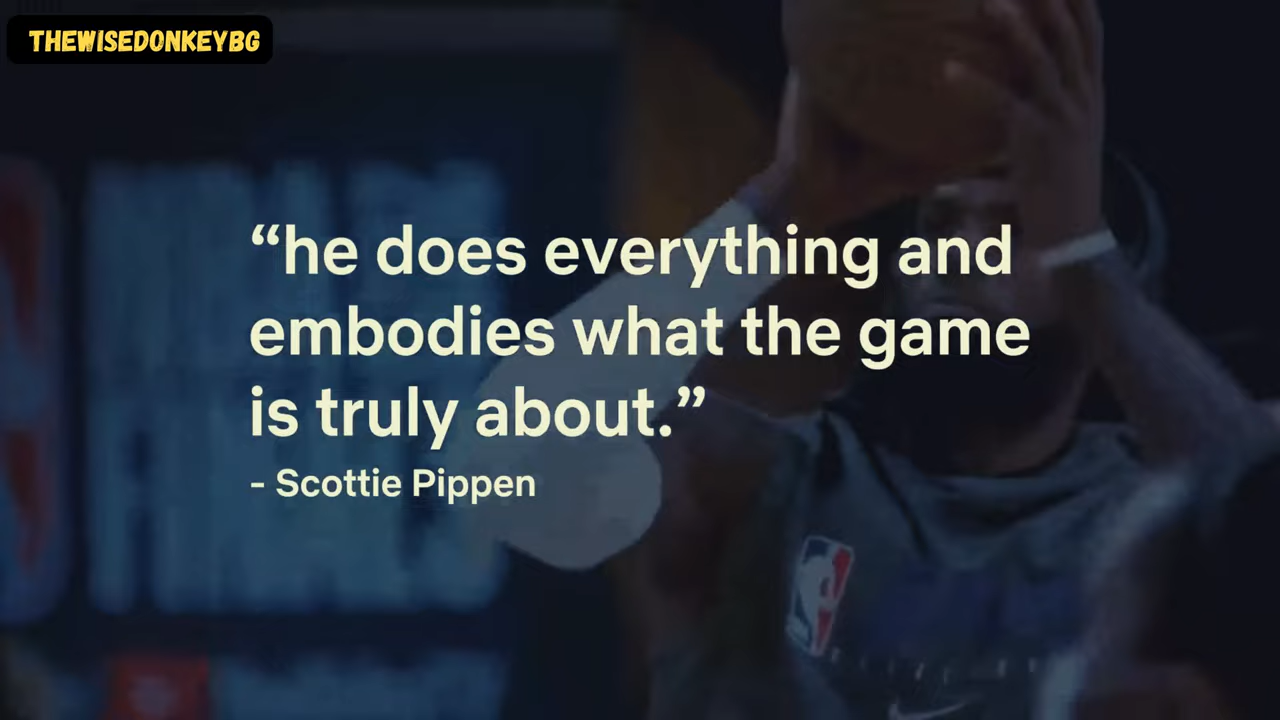 THEWISEDONKEYBG
“he does everything and
embodies what the game
is truly about.”
- Scottie Pippen